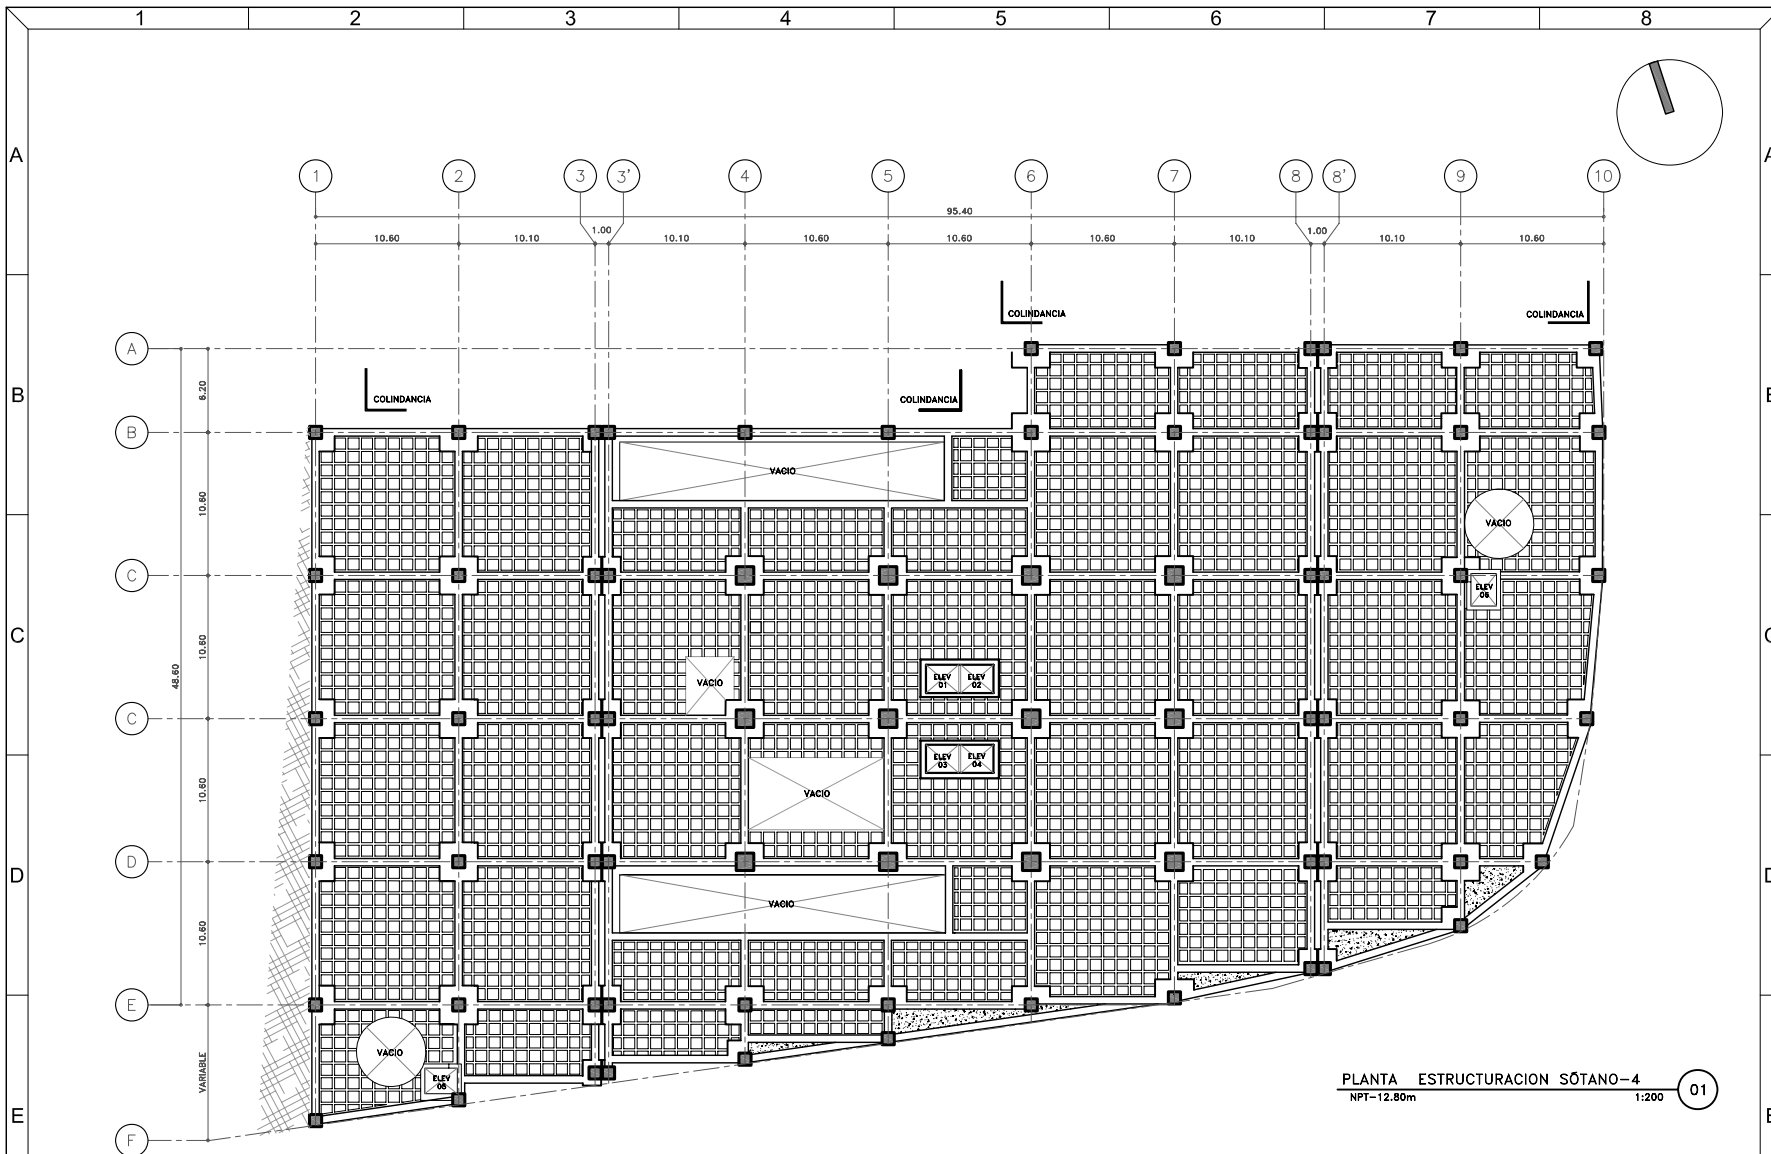 1 2 3 4 5 6 7 8
A
1 2 3 3' 4 5 6 7 8 8' 9 10
95.40
10.60 10.10 1.00 10.10 10.60 10.60 10.60 10.10 1.00 10.10 10.60
COLINDANCIA COLINDANCIA
A
B
COLINDANCIA COLINDANCIA
6.20
B
VACIO
10.60
VACIO
C
ELEV
05
C
10.60
48.60
ELEV ELEV
01 02
VACIO
C
ELEV ELEV
03 04
10.60
VACIO
D
D
VACIO
10.60
E
VACIO
ELEV
06
VARIABLE
PLANTA ESTRUCTURACION SÓTANO-4
NPT-12.80m 1:200
01
E
F